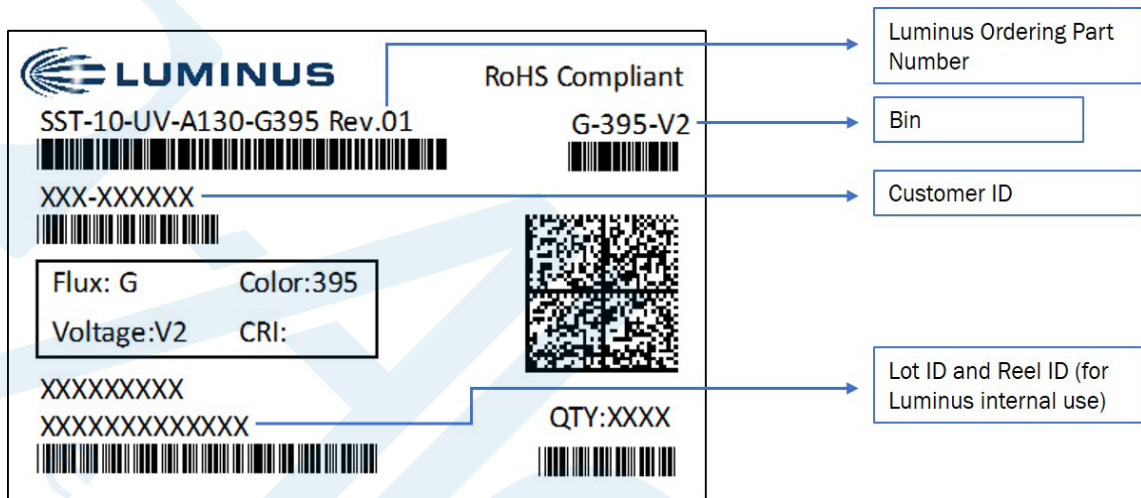 LUMINUS
RoHS Compliant
SST-10-UV-A130-G395 Rev.01
G-395-V2
XXX-XXXXXX
Flux: G
Color:395
Voltage:V2
CRI:
XXXXXXXXX
XXXXXXXXXXXXX
QTY:XXXX
Luminus Ordering Part
Number
Bin
Customer ID
Lot ID and Reel ID (for
Luminus internal use)